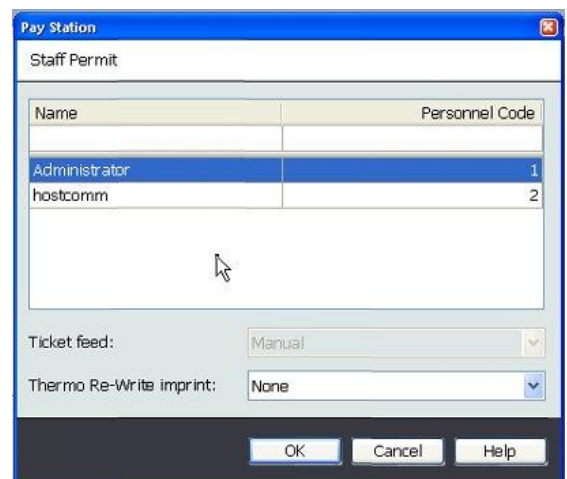 Pay Station
Staff Permit
Name Personnel Code
Administrator 1
hostcomm 2
Ticket feed: Manual
Thermo Re-Write imprint: None
OK Cancel Help